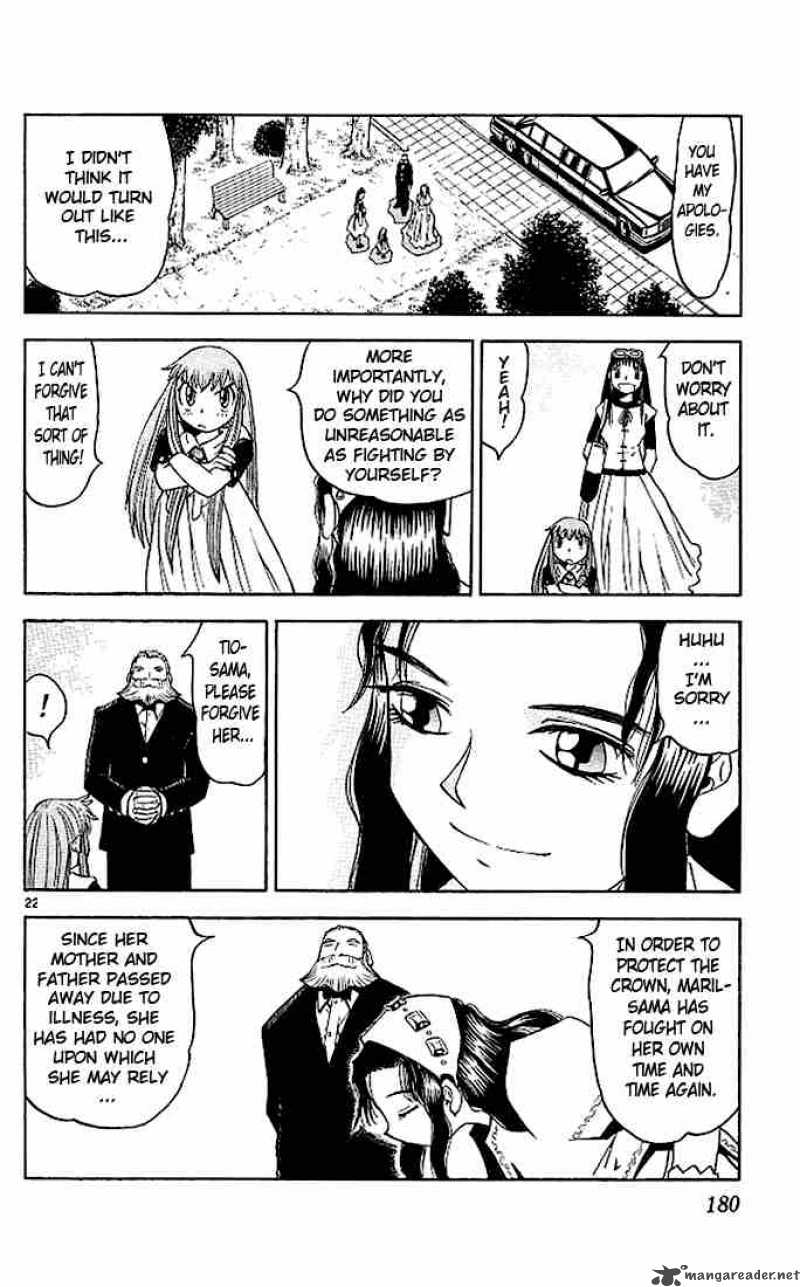 YOU
HAVE
MY
APOLO-
GIES.
I DIDN'T
THINK IT
WOULD TURN
OUT LIKE
THIS...
DON'T
WORRY
ABOUT
IT.
YEAH!
MORE
IMPORTANTLY,
WHY DID YOU
DO SOMETHING AS
UNREASONABLE
AS FIGHTING BY
YOURSELF?
I CAN'T
FORGIVE
THAT
SORT OF
THING!
HUHU
...
I'M
SORRY
...
TIO-
SAMA,
PLEASE
FORGIVE
HER...
!
22
IN ORDER TO
PROTECT THE
CROWN, MARIL-
SAMA HAS
FOUGHT ON
HER OWN
TIME AND
TIME AGAIN.
SINCE HER
MOTHER AND
FATHER PASSED
AWAY DUE TO
ILLNESS, SHE
HAS HAD NO ONE
UPON WHICH
SHE MAY RELY
...
180
mangareader.net